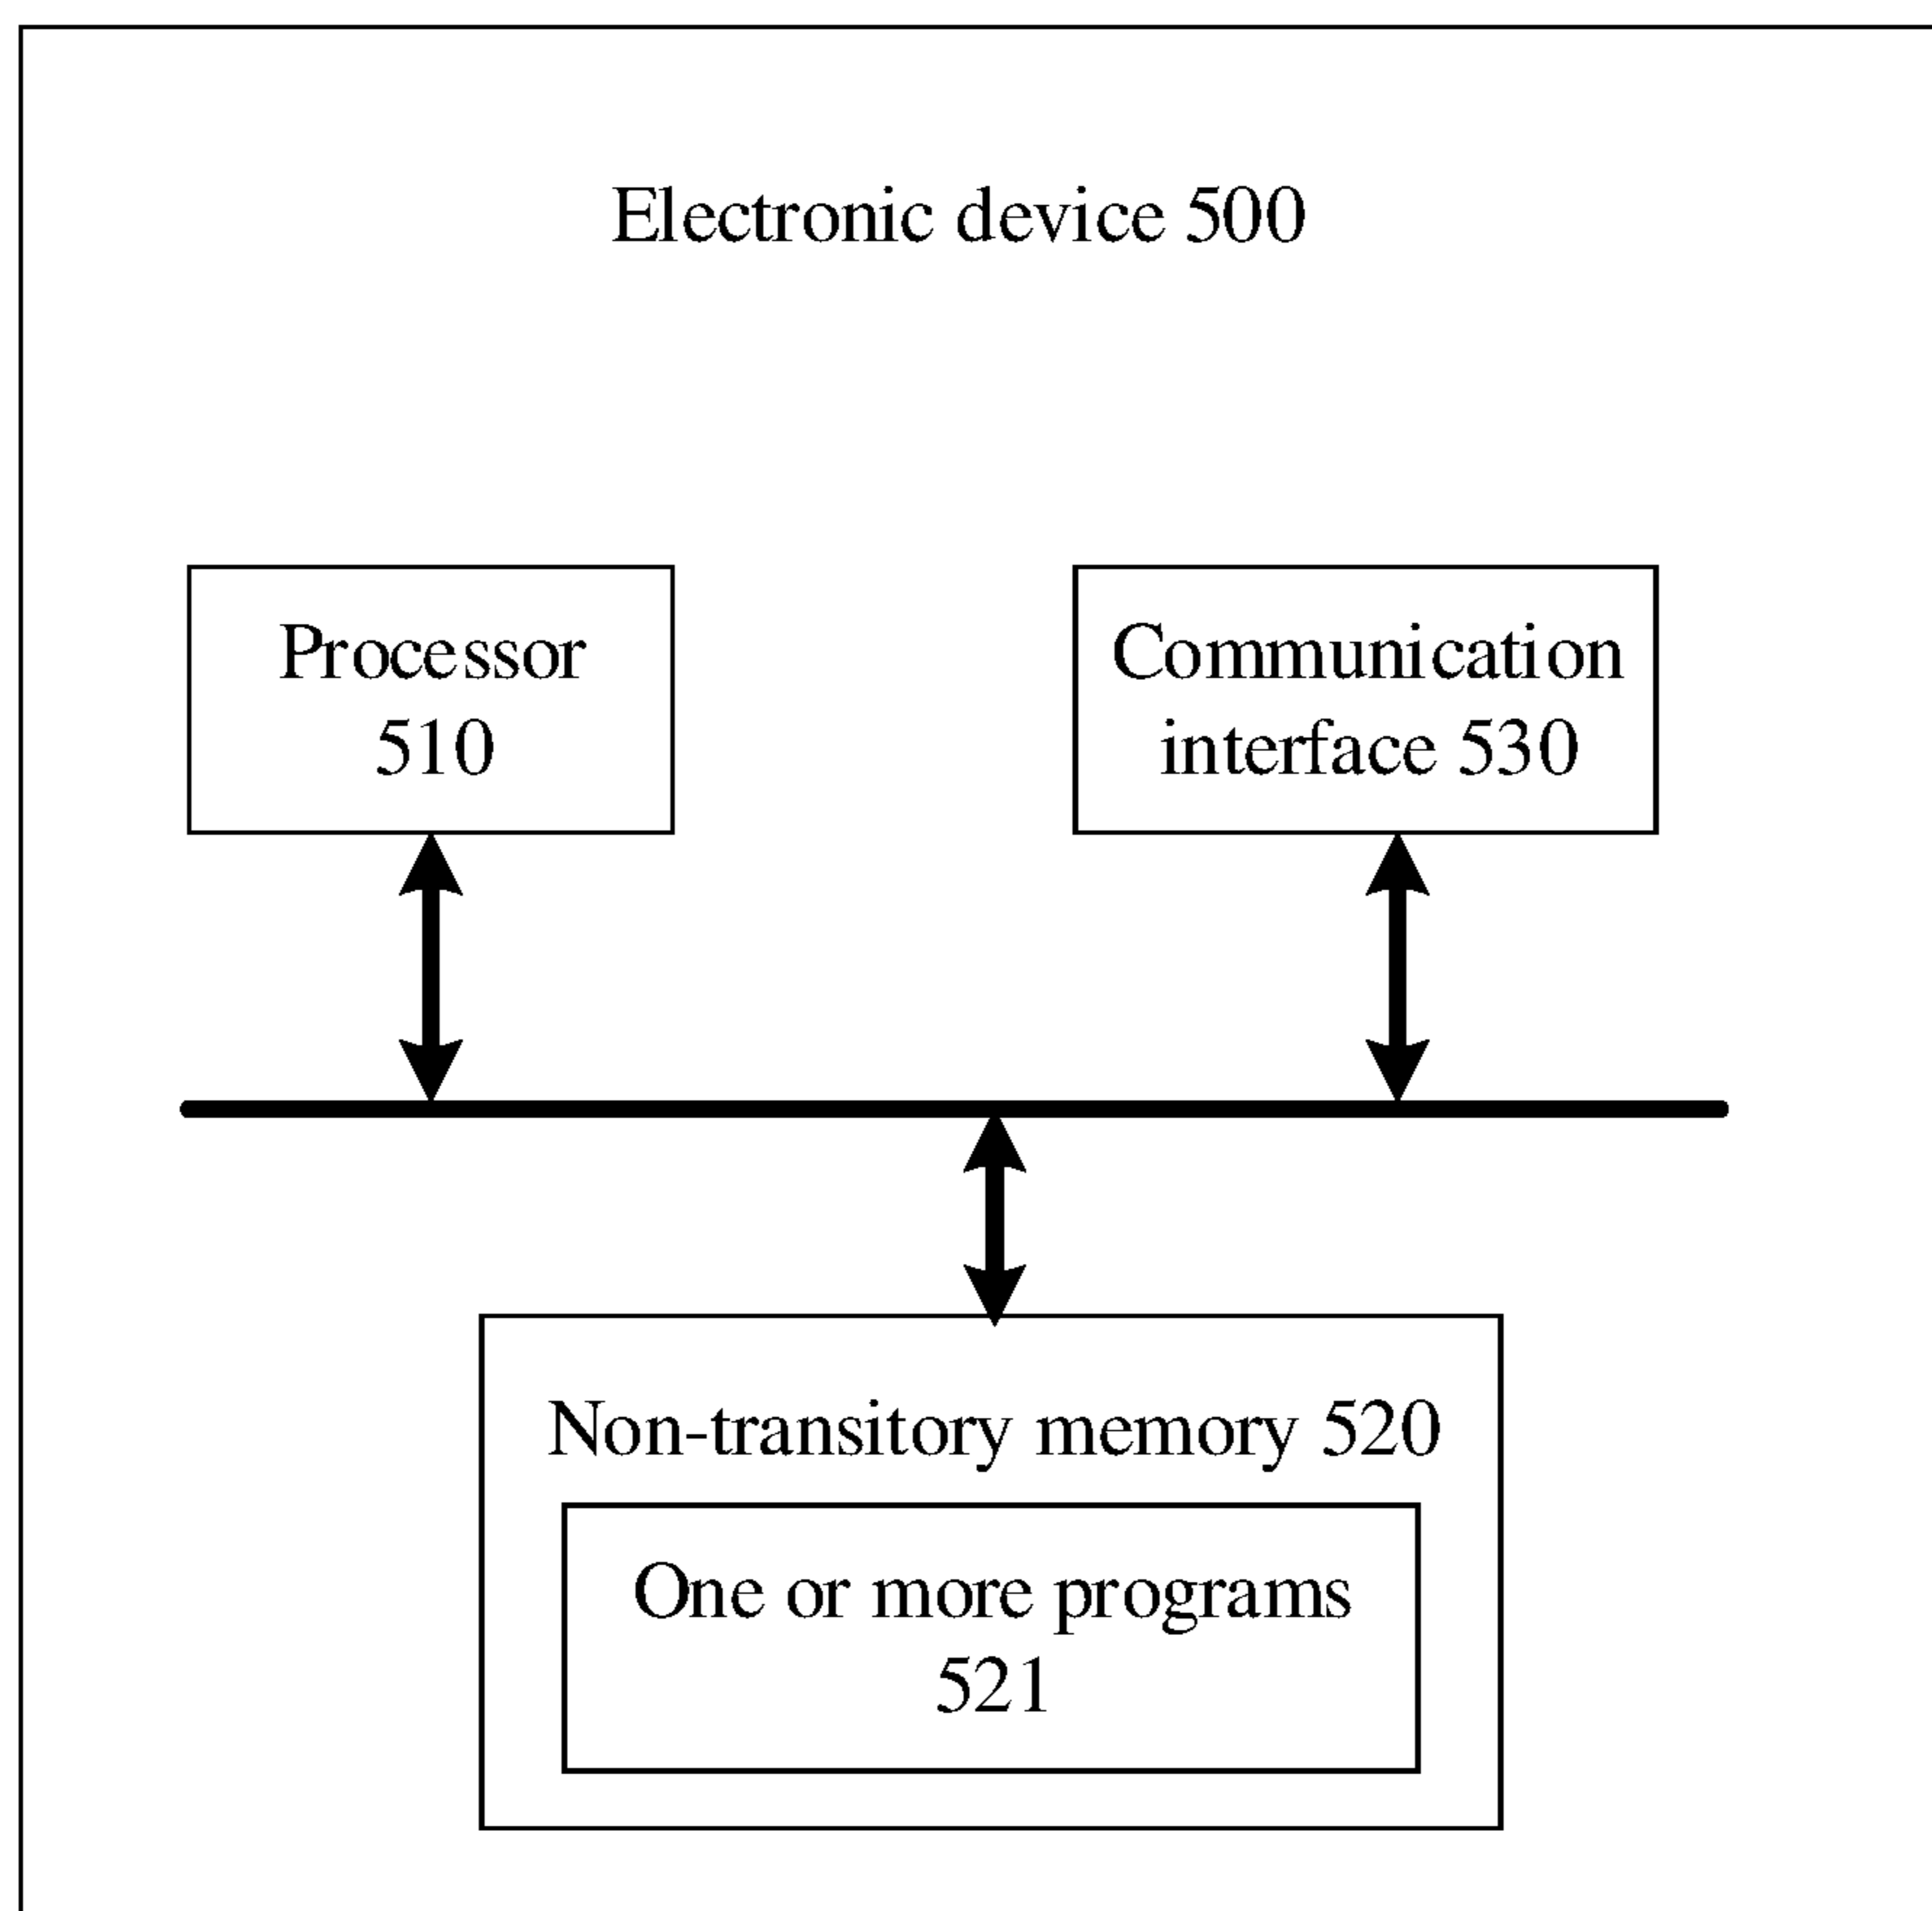 Electronic device 500
Processor
510
Communication
interface 530
Non-transitory memory 520
One or more programs
521